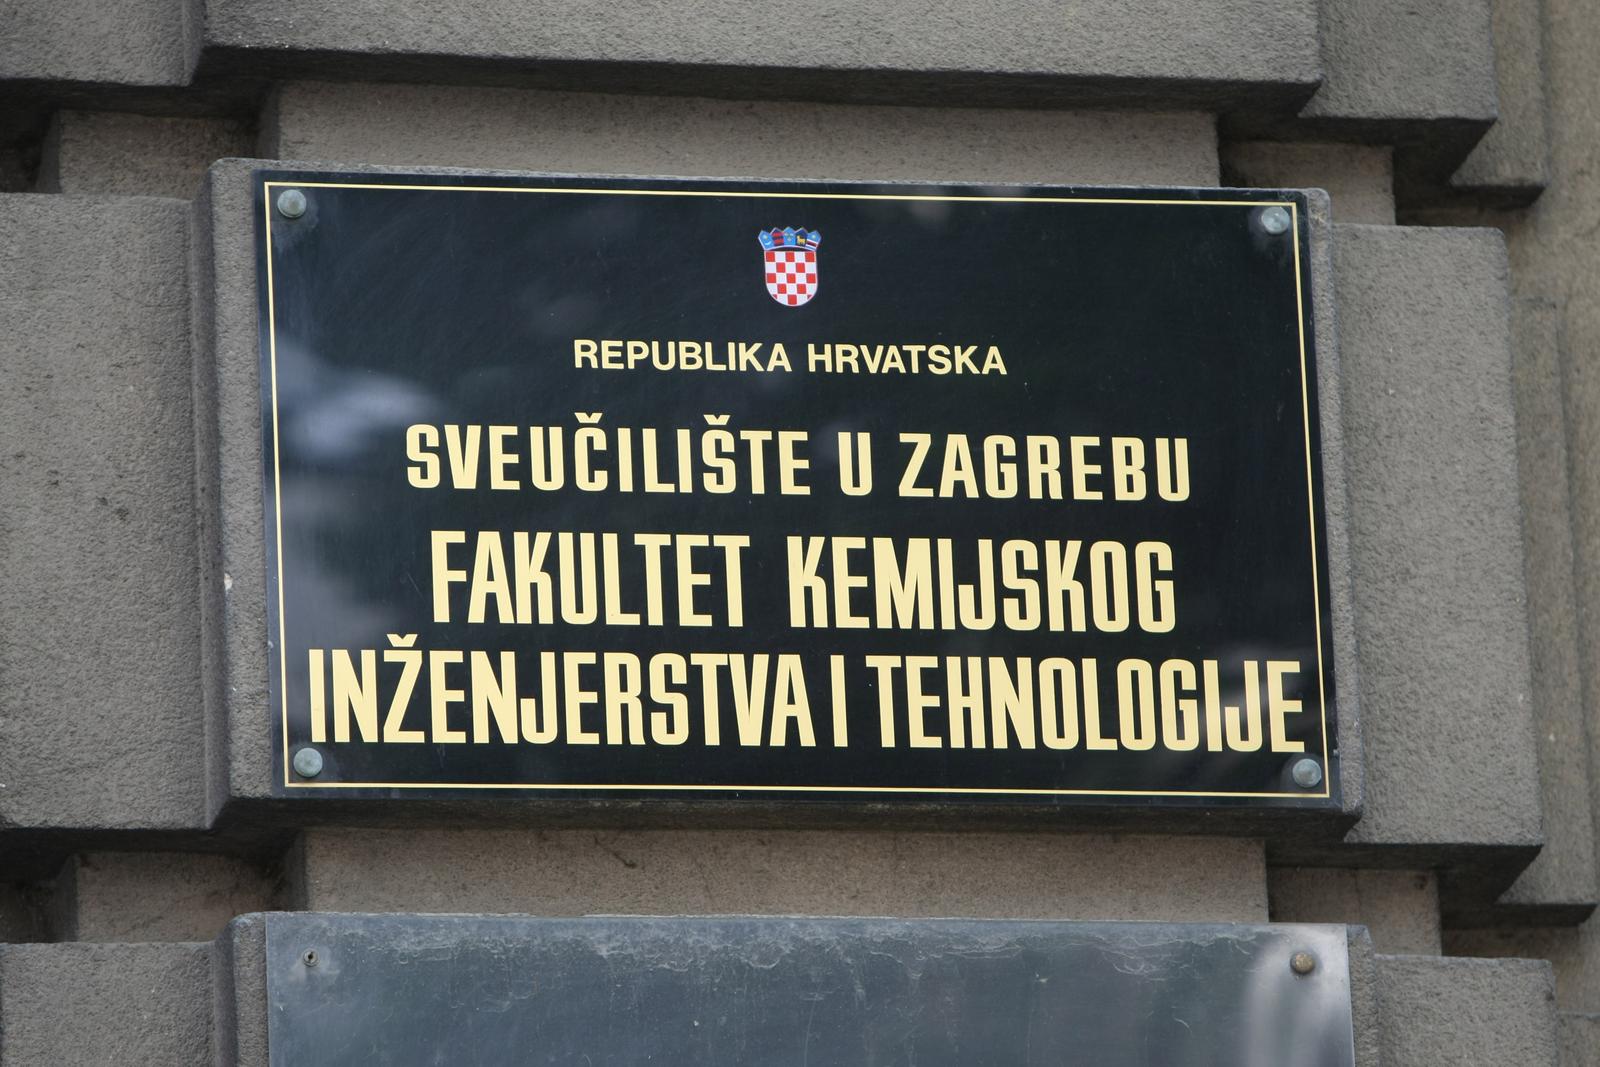 REPUBLIKA HRVATSKA
SVEUČILIŠTE U ZAGREBU
FAKULTET KEMIJSKOG
INŽENJERSTVA I TEHNOLOGIJE